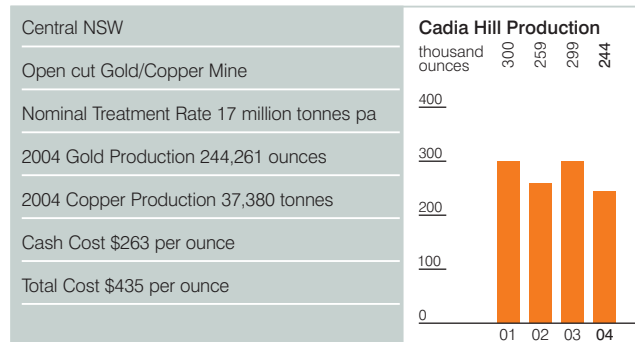 Central NSW
Open cut Gold/Copper Mine
Nominal Treatment Rate 17 million tonnes pa
2004 Gold Production 244,261 ounces
2004 Copper Production 37,380 tonnes
Cash Cost $263 per ounce
Total Cost $435 per ounce
Cadia Hill Production
thousand ounces
300 259 299 244
400
300
200
100
0
01 02 03 04